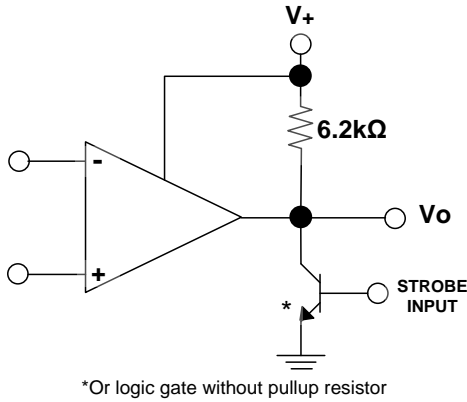 V+
6.2kΩ
-
Vo
+
STROBE
INPUT
*
*Or logic gate without pullup resistor